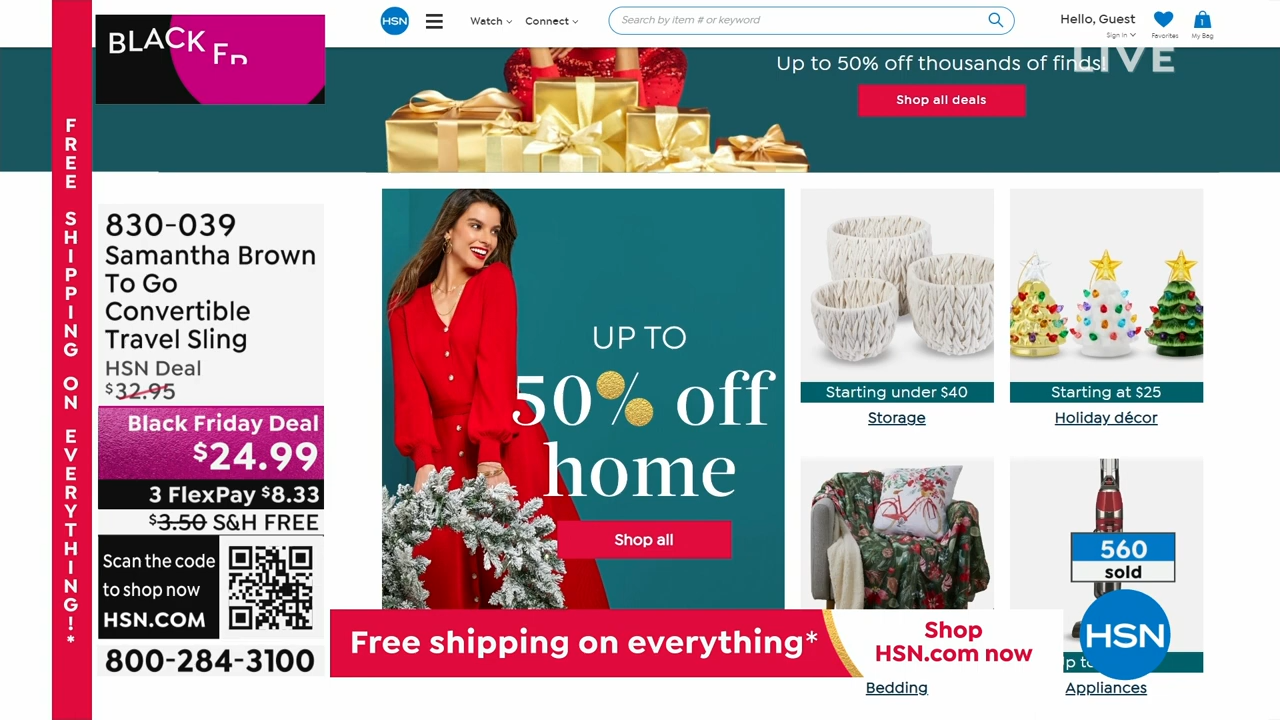 BLACK
HSN
Watch
Connect
Search by item # or keyword
Hello, Guest
Sign In
Favorites
1
My Bag
LIVE
Up to 50% off thousands of finds!
Shop all deals
FREE SHIPPING ON EVERYTHING!*
830-039
Samantha Brown
To Go
Convertible
Travel Sling
HSN Deal
$32.95
Black Friday Deal
$24.99
3 FlexPay $8.33
$3.50 S&H FREE
Scan the code
to shop now
HSN.COM
800-284-3100
UP TO
50% off
home
Shop all
Starting under $40
Storage
Starting at $25
Holiday décor
560
sold
Free shipping on everything*
Shop
HSN.com now
HSN
Bedding
Appliances